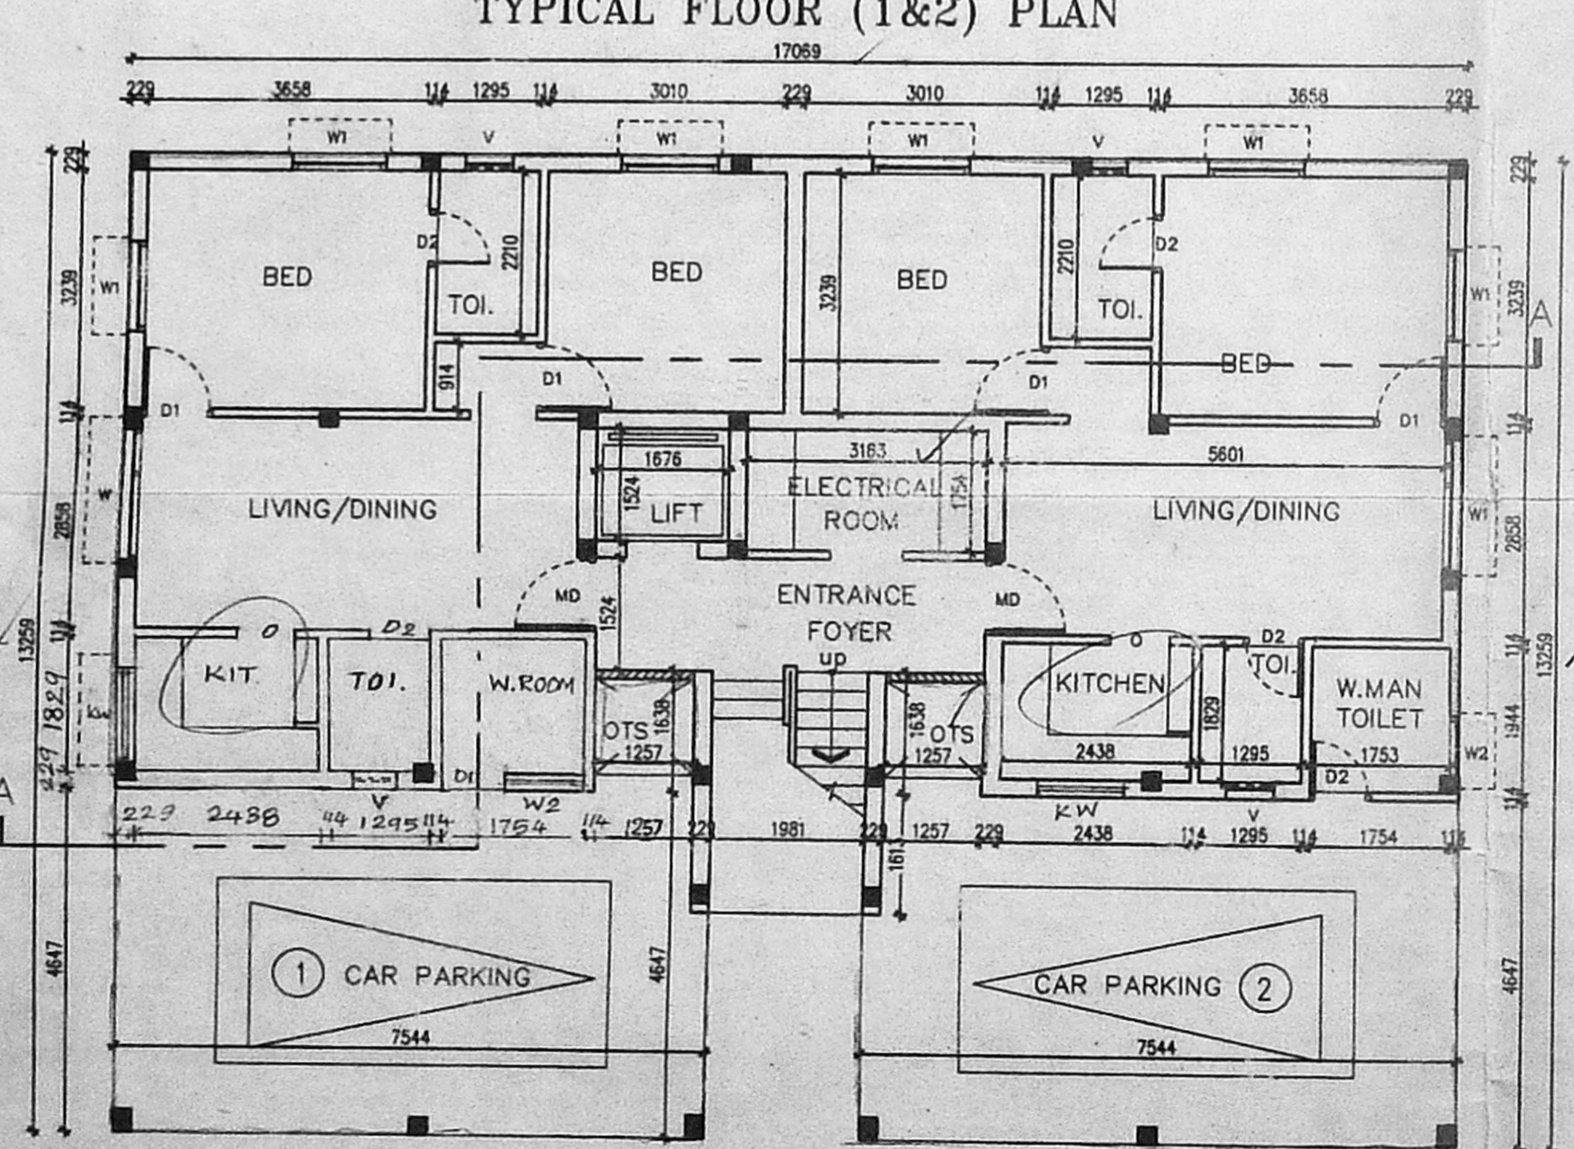 TYPICAL FLOOR (1&2) PLAN
17069
229 3658 114 1295 114 3010 229 3010 114 1295 114 3658 229
W1 V W1 W1 V W1
229 229
D2 2210 2210 D2
BED BED BED
3239 W1 3239 W1 3239 A
TOI. TOI.
BED
914 D1 D1
D1 D1
114 114
1676 3163 5601
W 1524 1754 W1
LIVING/DINING LIFT ELECTRICAL ROOM LIVING/DINING
2858 2858
MD ENTRANCE MD
1524 FOYER
up
13259 114 O D2 O D2 114 13259
KIT. TOI. W.ROOM KITCHEN TOI. W.MAN
TOILET
KW 1829 1638 1638 1829 1944
OTS OTS
1257 1257 2438 1295 1753 W2
229 D1 D2
A V W2 KW V 114
229 2438 114 1295 114 1754 114 1257 229 1981 229 1257 229 2438 114 1295 114 1754 114
4647 4647 4647
1 CAR PARKING CAR PARKING 2
7544 7544